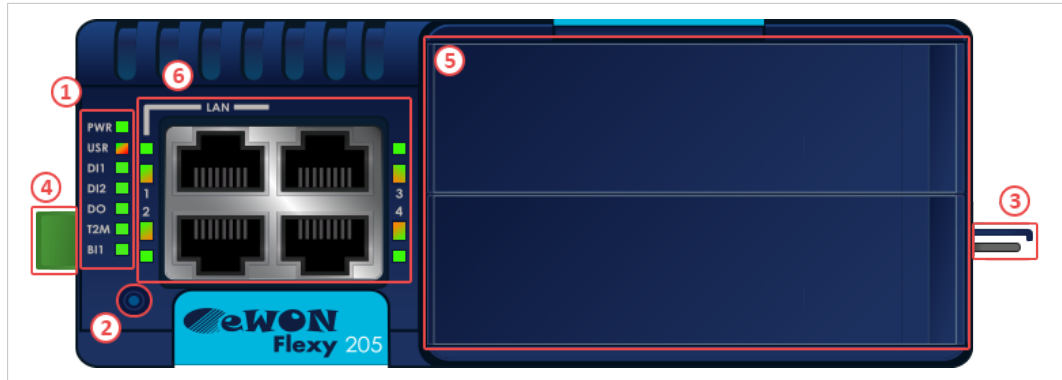 5
6
1
LAN
PWR
USR
DI1
DI2
DO
T2M
BI1
1
2
3
4
4
3
2
eWON
Flexy 205